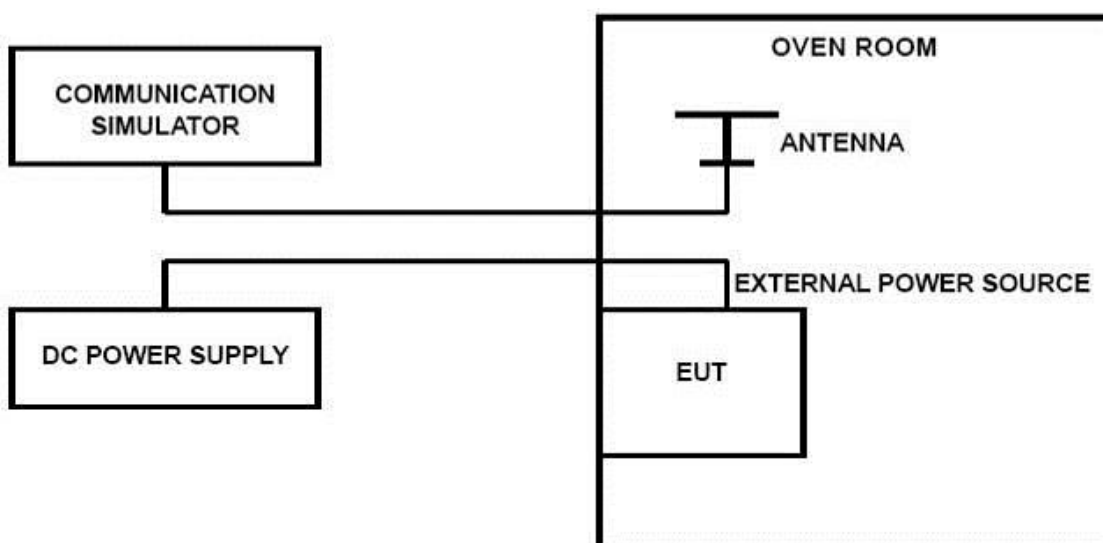 OVEN ROOM
COMMUNICATION
SIMULATOR
ANTENNA
EXTERNAL POWER SOURCE
DC POWER SUPPLY
EUT